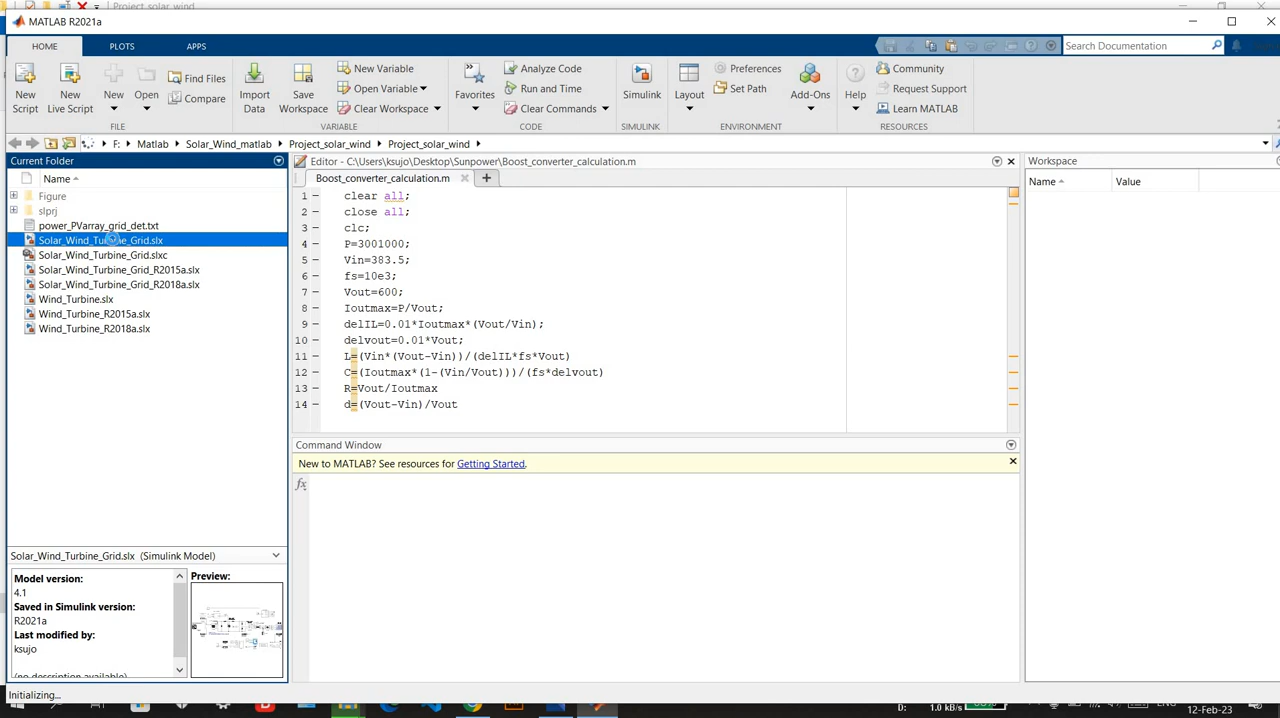 Project_solar_wind
MATLAB R2021a
HOME
PLOTS
APPS
Search Documentation
New Script
New Live Script
New
Open
Find Files
Compare
Import Data
Save Workspace
New Variable
Open Variable
Clear Workspace
Favorites
Analyze Code
Run and Time
Clear Commands
Simulink
Layout
Preferences
Set Path
Add-Ons
Help
Community
Request Support
Learn MATLAB
FILE
VARIABLE
CODE
SIMULINK
ENVIRONMENT
RESOURCES
F: Matlab Solar_Wind_matlab Project_solar_wind Project_solar_wind
Current Folder
Name
Figure
slprj
power_PVarray_grid_det.txt
Solar_Wind_Turbine_Grid.slx
Solar_Wind_Turbine_Grid.slxc
Solar_Wind_Turbine_Grid_R2015a.slx
Solar_Wind_Turbine_Grid_R2018a.slx
Wind_Turbine.slx
Wind_Turbine_R2015a.slx
Wind_Turbine_R2018a.slx
Solar_Wind_Turbine_Grid.slx (Simulink Model)
Model version:
4.1
Saved in Simulink version:
R2021a
Last modified by:
ksujo
(no description available)
Preview:
Initializing...
Editor - C:\Users\ksujo\Desktop\Sunpower\Boost_converter_calculation.m
Boost_converter_calculation.m
1 clear all;
2 close all;
3 clc;
4 P=3001000;
5 Vin=383.5;
6 fs=10e3;
7 Vout=600;
8 Ioutmax=P/Vout;
9 delIL=0.01*Ioutmax*(Vout/Vin);
10 delvout=0.01*Vout;
11 L=(Vin*(Vout-Vin))/(delIL*fs*Vout)
12 C=(Ioutmax*(1-(Vin/Vout)))/(fs*delvout)
13 R=Vout/Ioutmax
14 d=(Vout-Vin)/Vout
Command Window
New to MATLAB? See resources for Getting Started.
fx
Workspace
Name Value
D: 1.0 kB/s
ENG
12-Feb-23